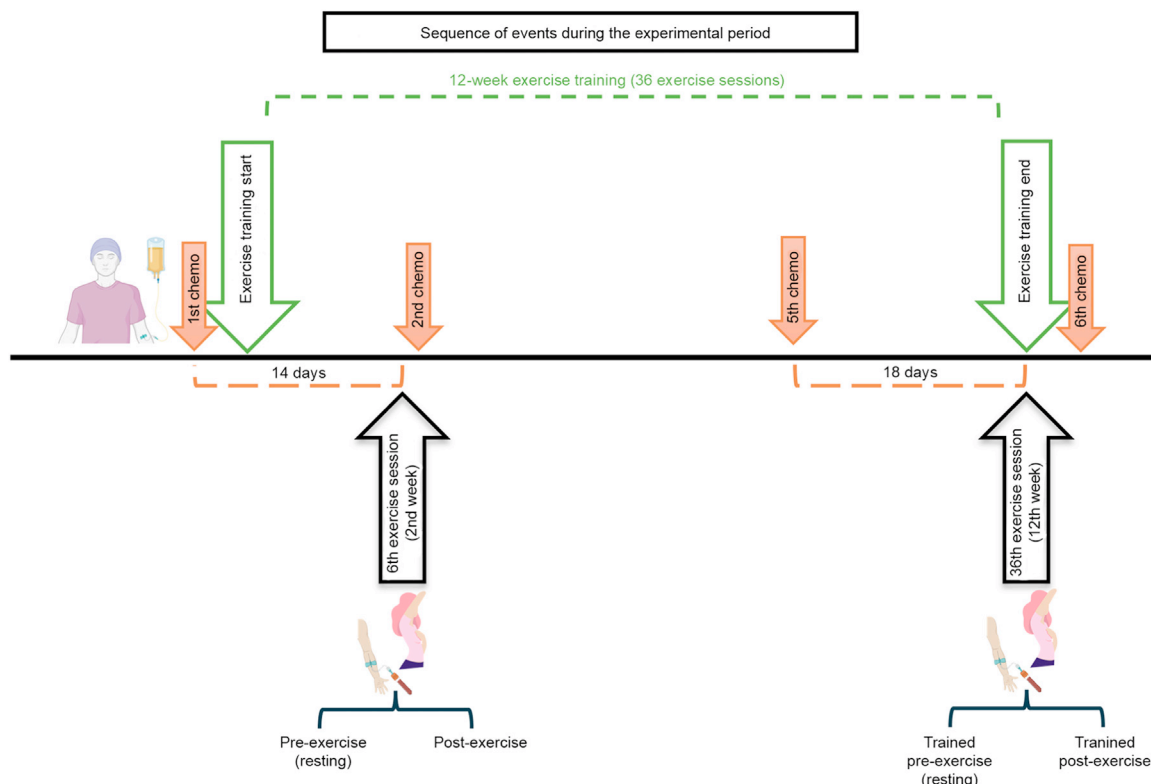 Sequence of events during the experimental period
12-week exercise training (36 exercise sessions)
Exercise training start
Exercise training end
1st chemo
2nd chemo
5th chemo
6th chemo
14 days
18 days
6th exercise session
(2nd week)
36th exercise session
(12th week)
Pre-exercise
(resting)
Post-exercise
Trained
pre-exercise
(resting)
Tranined
post-exercise